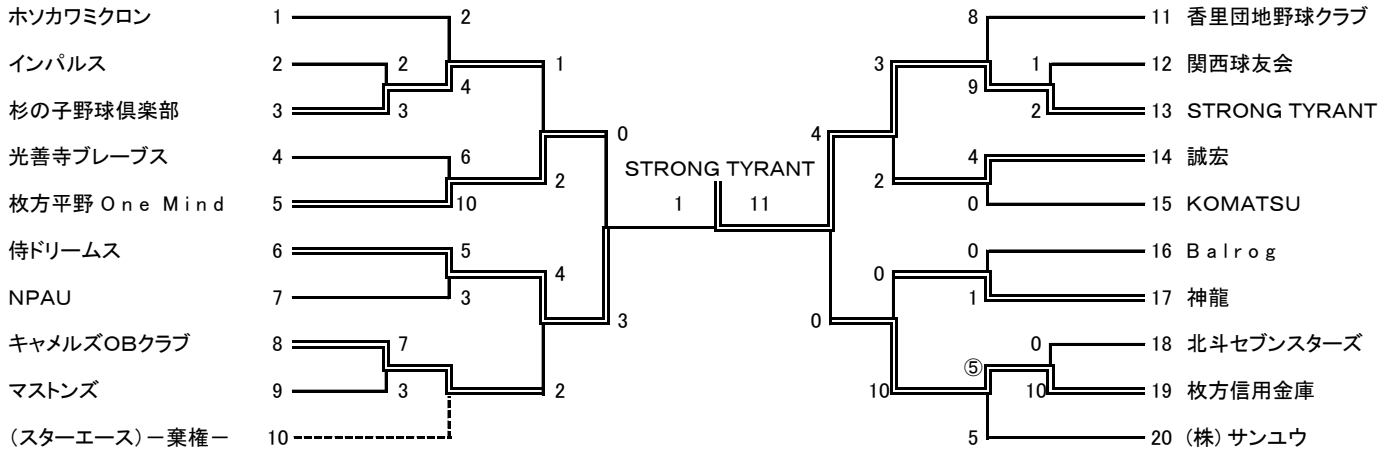 ホソカワミクロン 1 2 8 11 香里団地野球クラブ
インパルス 2 2 1 3 1 12 関西球友会
4 9
杉の子野球倶楽部 3 3 2 13 STRONG TYRANT
0 4
光善寺ブレーブス 4 6 4 14 誠宏
STRONG TYRANT
2 2
枚方平野 One Mind 5 10 1 11 0 15 KOMATSU
侍ドリームス 6 5 0 16 Balrog
4 0
NPAU 7 3 1 17 神龍
3 0
キャメルズOBクラブ 8 7 0 18 北斗セブンスターズ
⑤
マストンズ 9 3 2 10 10 19 枚方信用金庫
(スターエース)-棄権- 10 5 20 (株)サンユウ